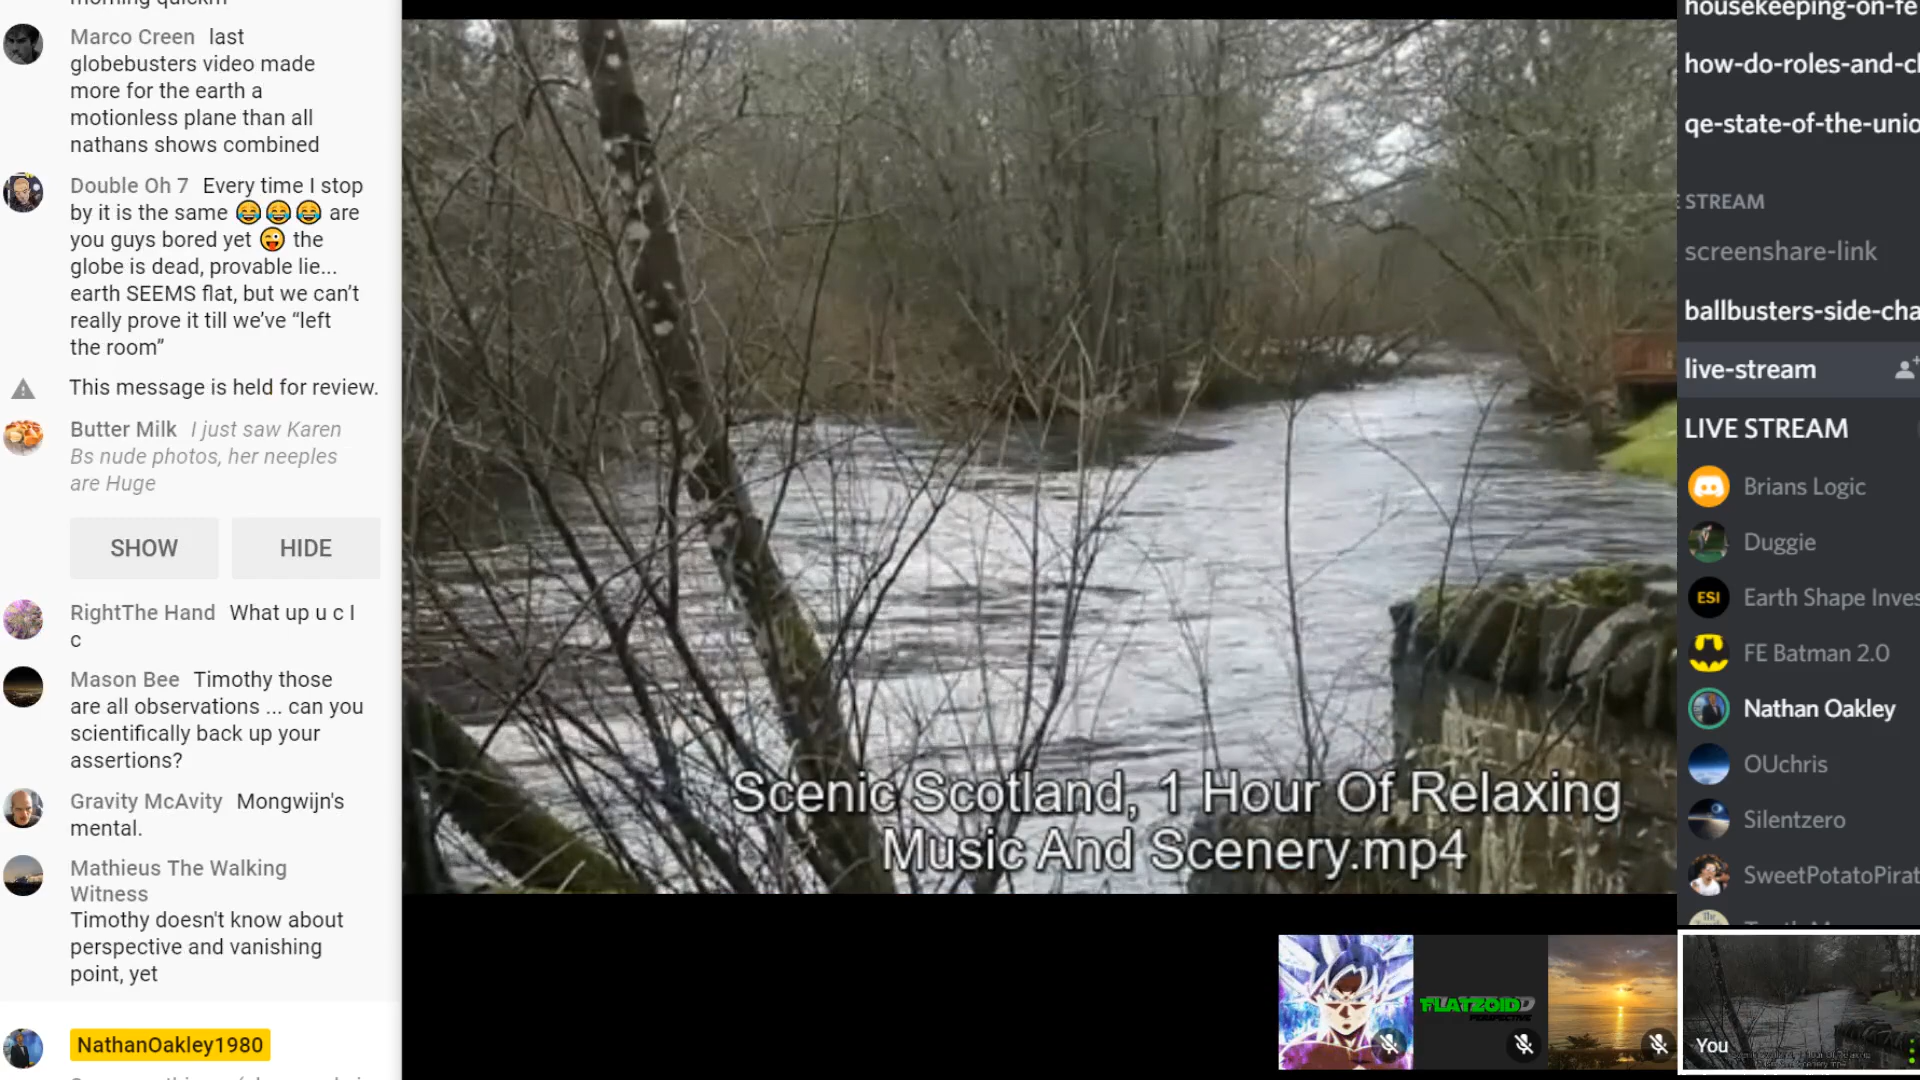 Marco Creen last
globebusters video made
more for the earth a
motionless plane than all
nathans shows combined
Double Oh 7 Every time I stop
by it is the same 😂😂😂 are
you guys bored yet 😜 the
globe is dead, provable lie...
earth SEEMS flat, but we can’t
really prove it till we’ve “left
the room”
This message is held for review.
Butter Milk I just saw Karen
Bs nude photos, her neeples
are Huge
SHOW HIDE
RightThe Hand What up u c I
c
Mason Bee Timothy those
are all observations ... can you
scientifically back up your
assertions?
Gravity McAvity Mongwijn's
mental.
Mathieus The Walking
Witness
Timothy doesn't know about
perspective and vanishing
point, yet
NathanOakley1980
Scenic Scotland, 1 Hour Of Relaxing
Music And Scenery.mp4
FLATZOID
PERSPECTIVE
housekeeping-on-fe
how-do-roles-and-c
qe-state-of-the-unio
STREAM
screenshare-link
ballbusters-side-cha
live-stream
LIVE STREAM
Brians Logic
Duggie
ESI Earth Shape Inves
FE Batman 2.0
Nathan Oakley
OUchris
Silentzero
SweetPotatoPirat
You